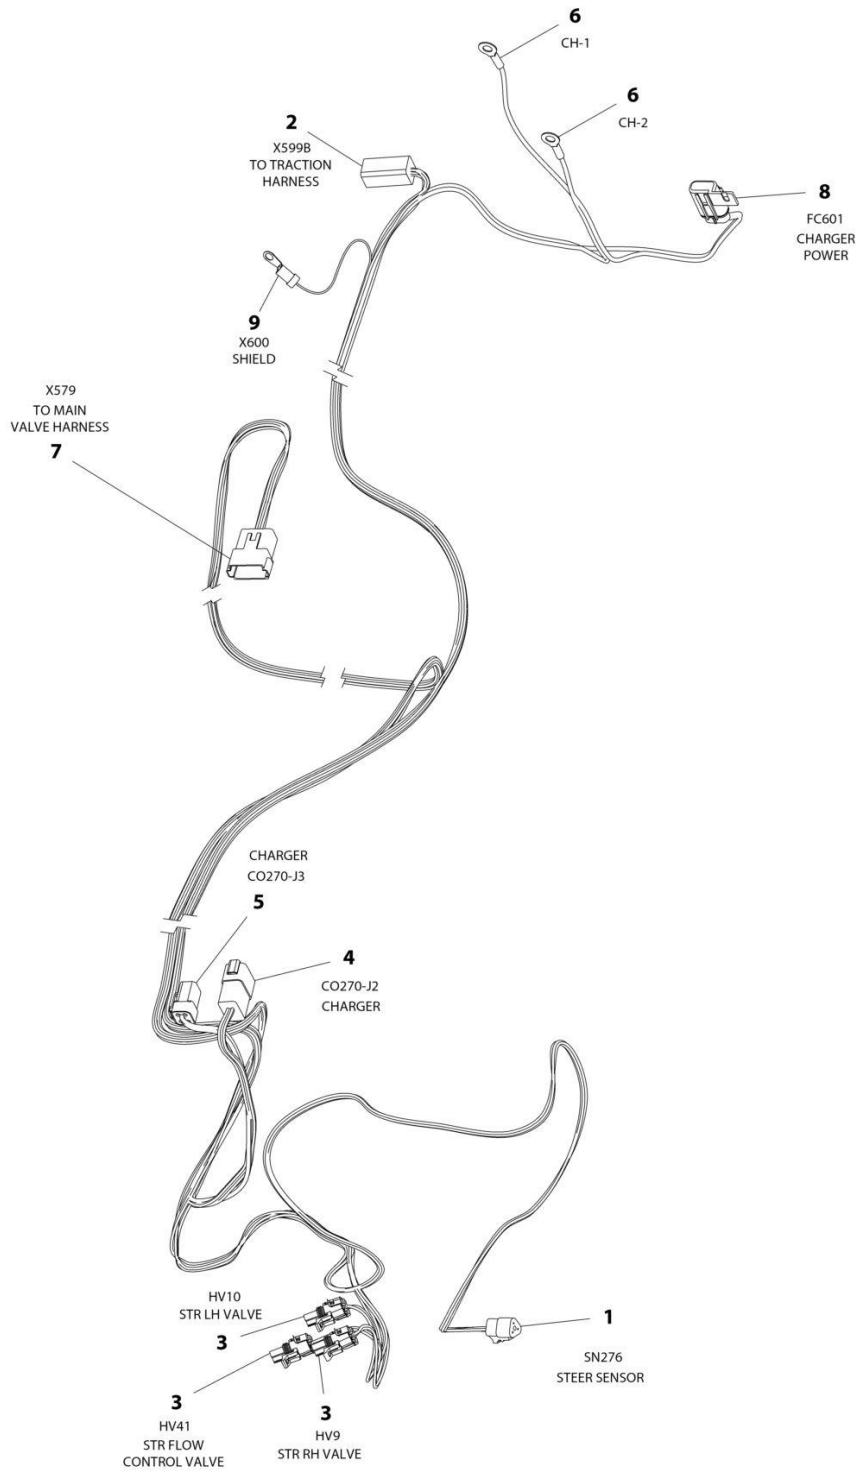 6
CH-1
6
CH-2
2
X599B
TO TRACTION
HARNESS
8
FC601
CHARGER
POWER
9
X600
SHIELD
X579
TO MAIN
VALVE HARNESS
7
CHARGER
CO270-J3
5
4
CO270-J2
CHARGER
HV10
STR LH VALVE
3
1
SN276
STEER SENSOR
3
HV41
STR FLOW
CONTROL VALVE
3
HV9
STR RH VALVE